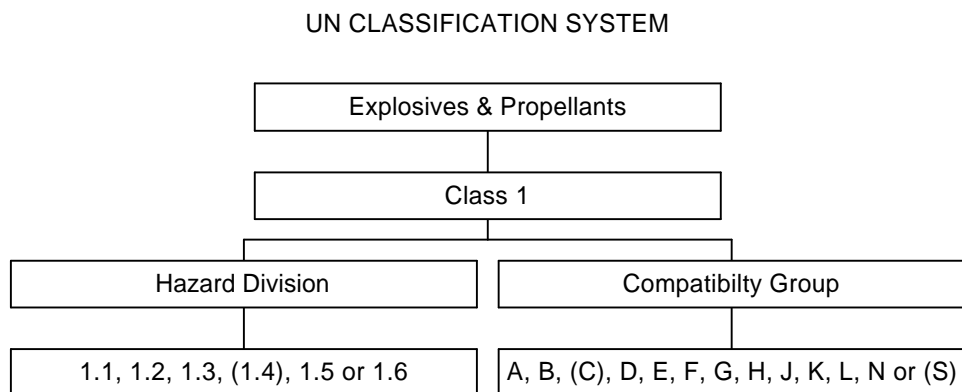 UN CLASSIFICATION SYSTEM
Explosives & Propellants
Class 1
Hazard Division
Compatibilty Group
1.1, 1.2, 1.3, (1.4), 1.5 or 1.6
A, B, (C), D, E, F, G, H, J, K, L, N or (S)